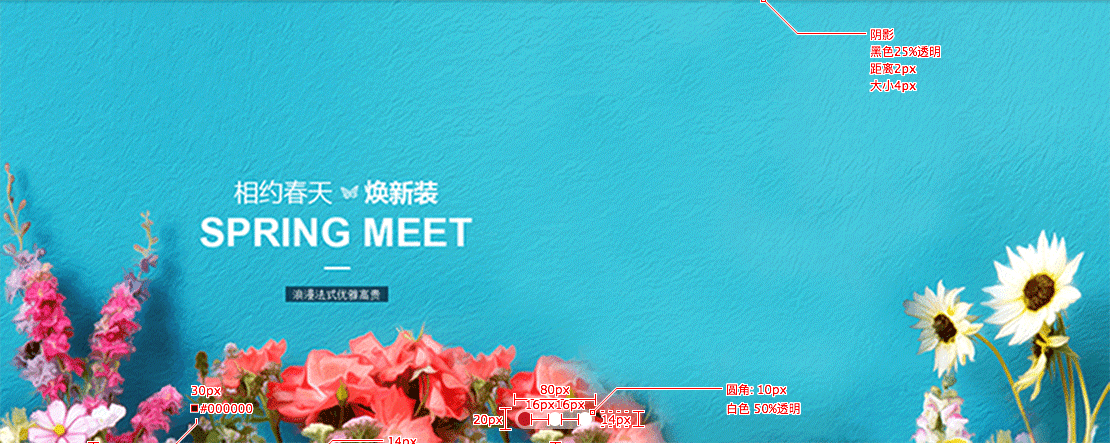 阴影
黑色25%透明
距离2px
大小4px
相约春天 焕新装
SPRING MEET
浪漫法式优雅高贵
30px
#000000
80px
16px16px
20px
14px
圆角: 10px
白色 50%透明
14px